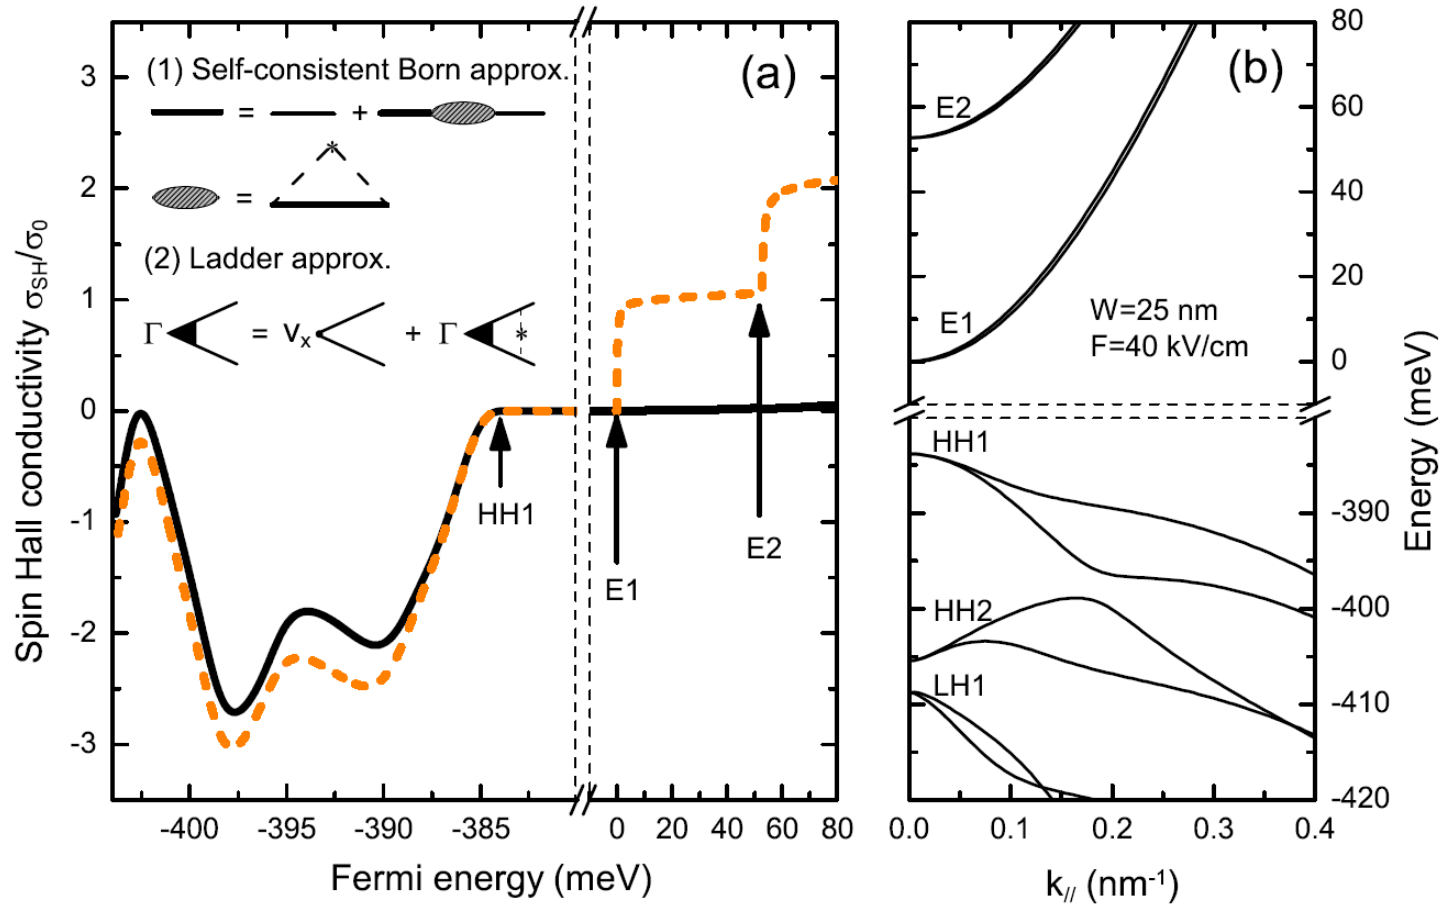 (a)
(1) Self-consistent Born approx.
= +
* 
=
(2) Ladder approx.
Γ = vₓ + Γ *
HH1
E1
E2
3
2
1
0
-1
-2
-3
Spin Hall conductivity σ_SH/σ_0
-400 -395 -390 -385 0 20 40 60 80
Fermi energy (meV)
(b)
E2
E1
W=25 nm
F=40 kV/cm
HH1
HH2
LH1
80
60
40
20
0
-390
-400
-410
-420
Energy (meV)
0.0 0.1 0.2 0.3 0.4
k_// (nm⁻¹)